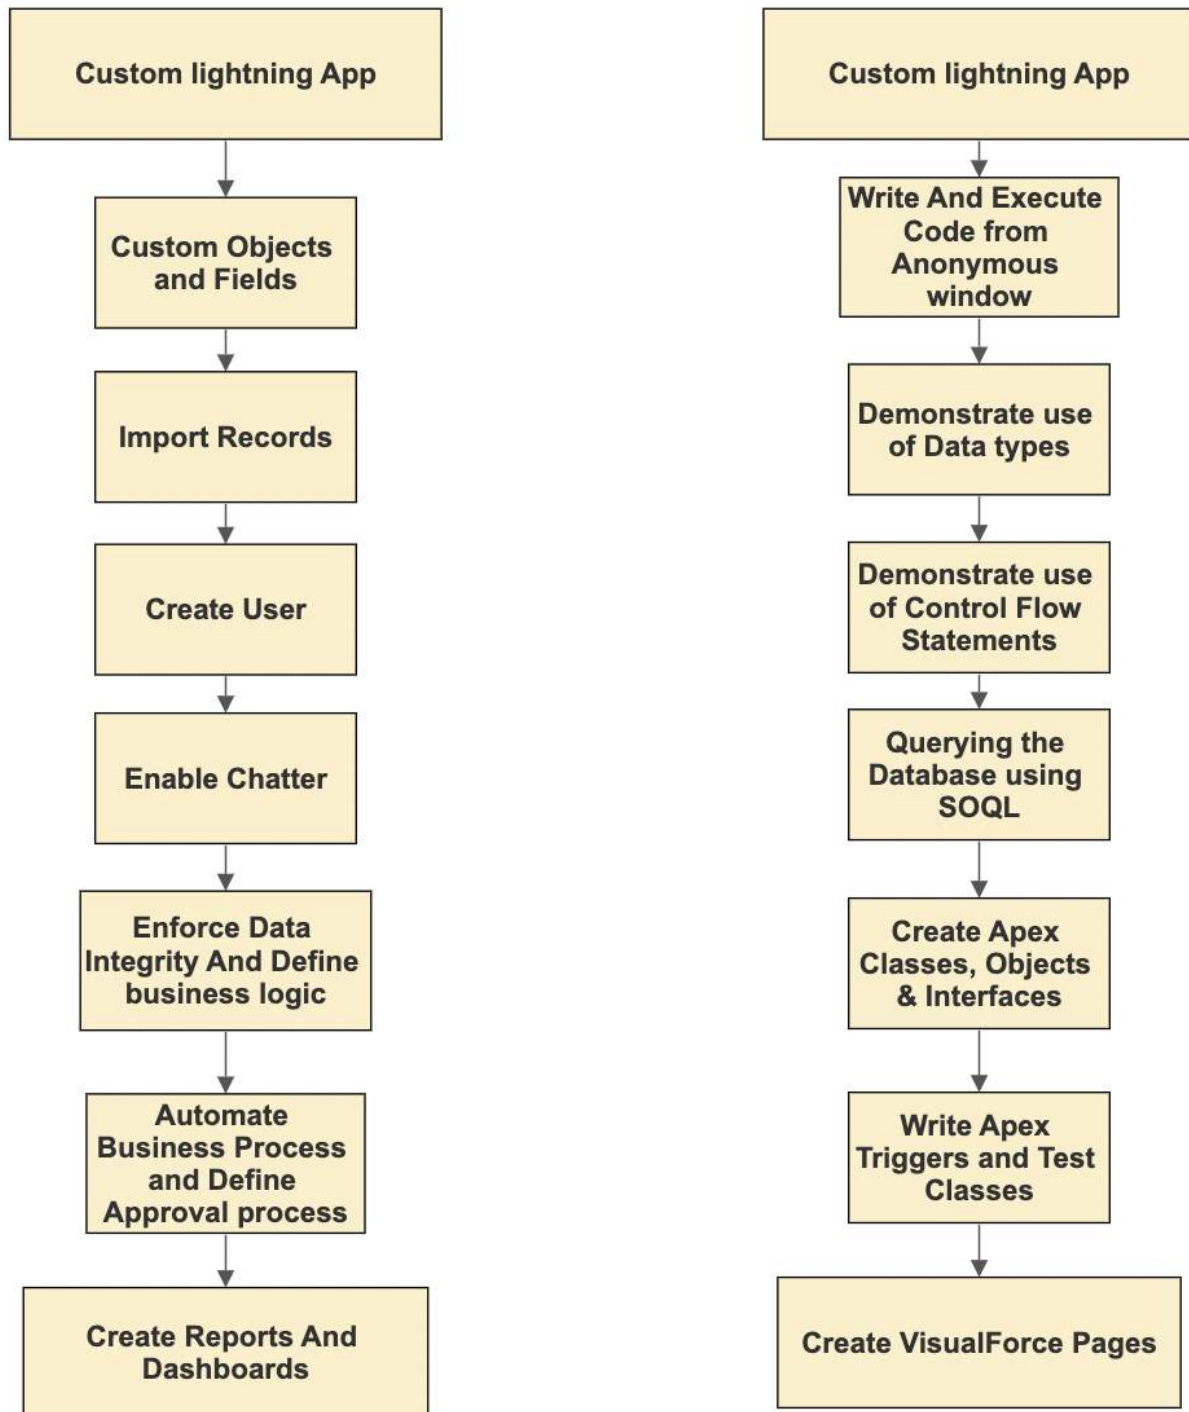 Custom lightning App
Custom Objects
and Fields
Import Records
Create User
Enable Chatter
Enforce Data
Integrity And Define
business logic
Automate
Business Process
and Define
Approval process
Create Reports And
Dashboards
Custom lightning App
Write And Execute
Code from
Anonymous
window
Demonstrate use
of Data types
Demonstrate use
of Control Flow
Statements
Querying the
Database using
SOQL
Create Apex
Classes, Objects
& Interfaces
Write Apex
Triggers and Test
Classes
Create VisualForce Pages